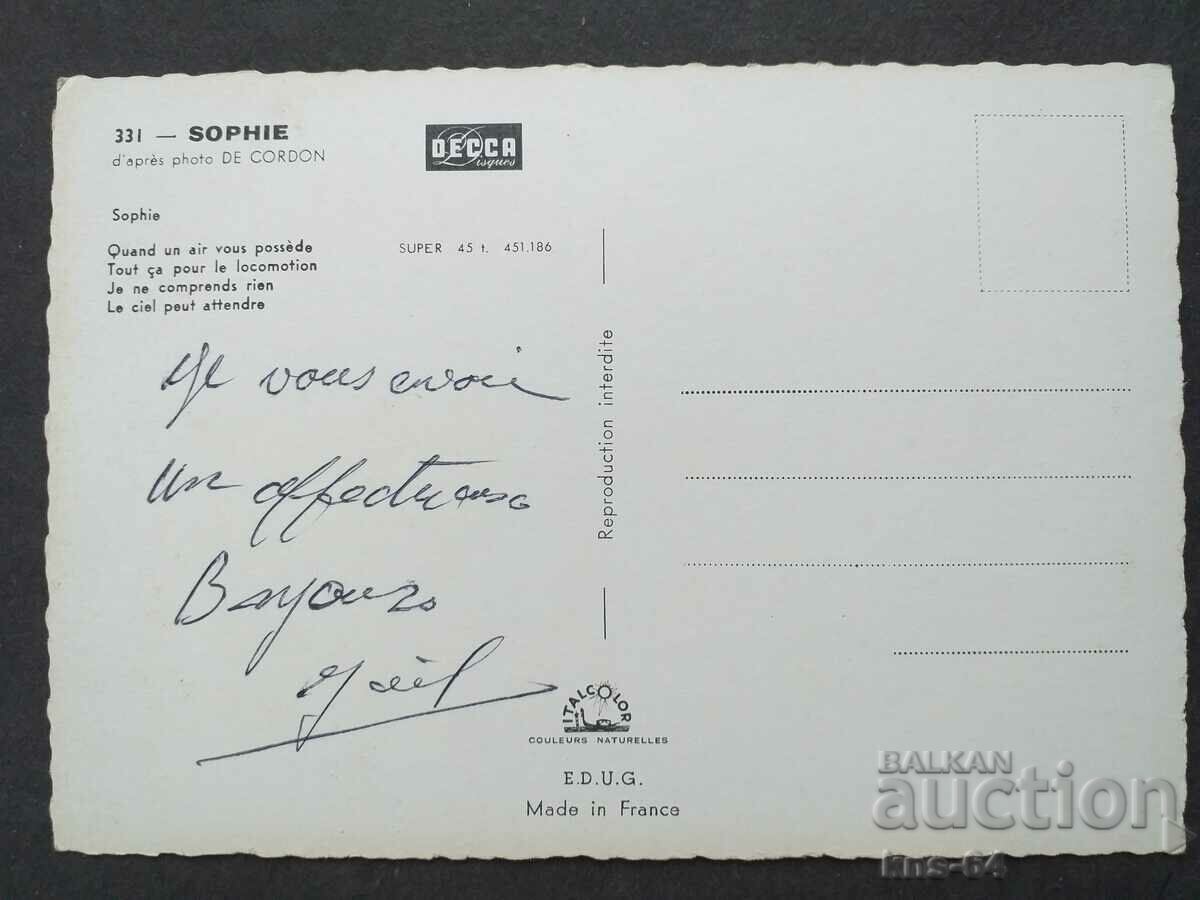 331 — SOPHIE
d'après photo DE CORDON
DECCA
Disques
Sophie
Quand un air vous possède
Tout ça pour le locomotion
Je ne comprends rien
Le ciel peut attendre
SUPER 45 t. 451.186
Je vous envoie
un affectueux
Bonjour
Reproduction interdite
ITALCOLOR
COULEURS NATURELLES
E.D.U.G.
Made in France
BALKAN
auction
kns-64